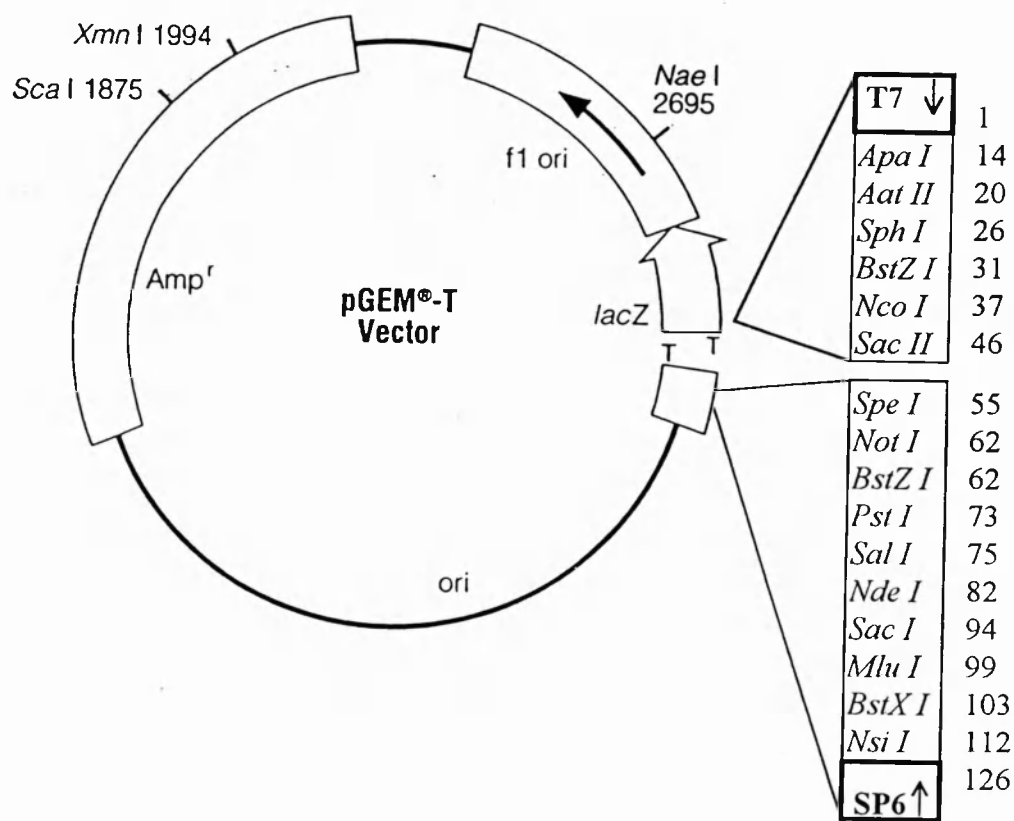 Xmn I 1994
Sca I 1875
Nae I
2695
f1 ori
Ampʳ
pGEM®-T
Vector
lacZ
T T
ori
T7 ↓ 1
Apa I 14
Aat II 20
Sph I 26
BstZ I 31
Nco I 37
Sac II 46
Spe I 55
Not I 62
BstZ I 62
Pst I 73
Sal I 75
Nde I 82
Sac I 94
Mlu I 99
BstX I 103
Nsi I 112
SP6 ↑ 126